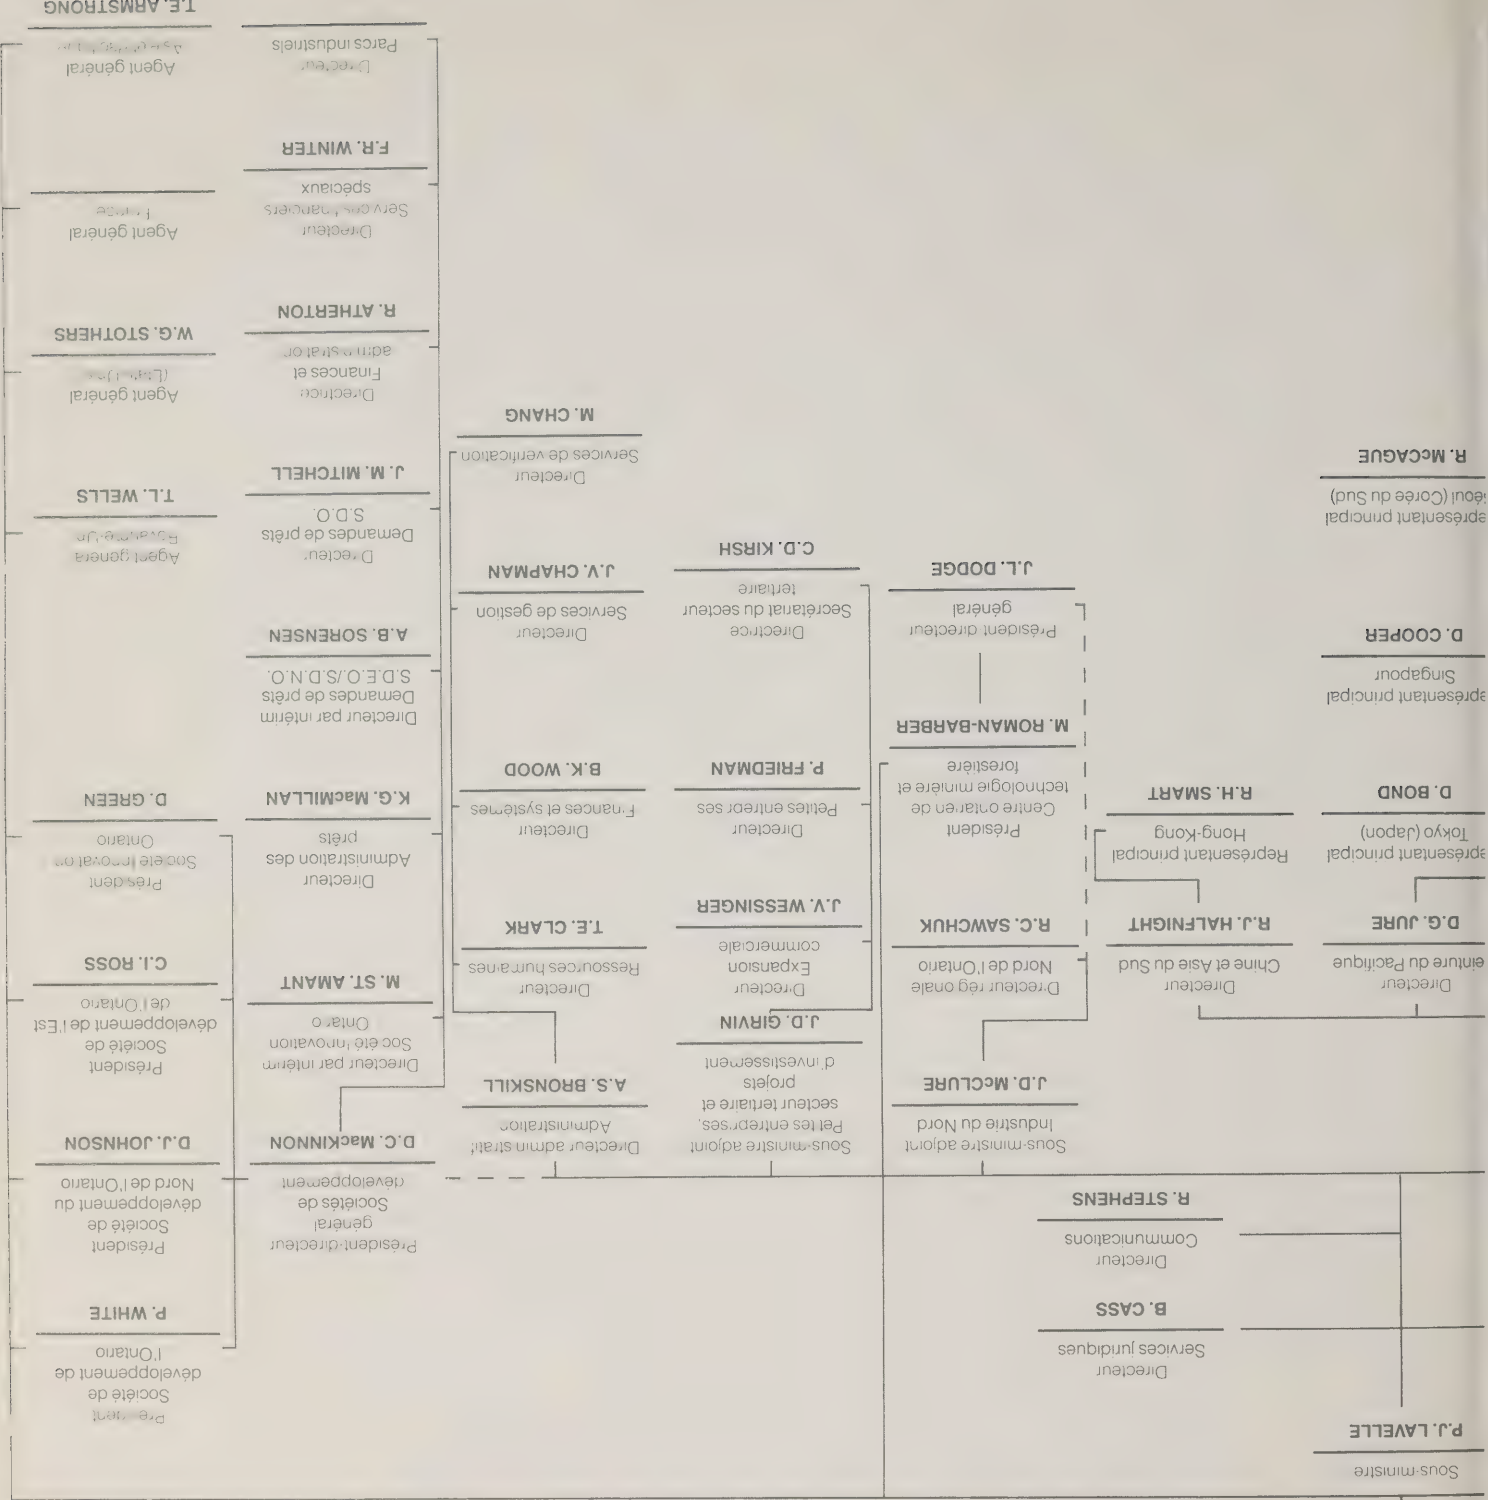 Sous-ministre
P.J. LAVELLE
Directeur
Services juridiques
B. CASS
Directeur
Communications
R. STEPHENS
Directeur
einture du Pacifique
D.G. JURE
eprésentant principal
Tokyo (Japon)
D. BOND
eprésentant principal
Singapour
D. COOPER
eprésentant principal
éoul (Corée du Sud)
R. McCAGUE
Directeur
Chine et Asie du Sud
R.J. HALFNIGHT
Représentant principal
Hong-Kong
R.H. SMART
Sous-ministre adjoint
Industrie du Nord
J.D. McCLURE
Directeur régionale
Nord de l'Ontario
R.C. SAWCHUK
Président
Centre ontarien de
technologie minière et
forestière
M. ROMAN-BARBER
Président directeur
général
J.L. DODGE
Sous-ministre adjoint
Petites entreprises,
secteur tertiaire et
projets
d'investissement
J.D. GIRVIN
Directeur
Expansion
commerciale
J.V. WESSINGER
Directeur
Petites entreprises
P. FRIEDMAN
Directrice
Secrétariat du secteur
tertiaire
C.D. KIRSH
Directeur administratif
Administration
A.S. BRONSKILL
Directeur
Ressources humaines
T.E. CLARK
Directeur
Finances et systèmes
B.K. WOOD
Directeur
Services de gestion
J.V. CHAPMAN
Directeur
Services de vérification
M. CHANG
Président-directeur
général
Sociétés de
développement
D.C. MacKINNON
Directeur par intérim
Société Innovation
Ontario
M. ST. AMANT
Directeur
Administration des
prêts
K.G. MacMILLAN
Directeur par intérim
Demandes de prêts
S.D.E.O./S.D.N.O.
A.B. SORENSEN
Directeur
Demandes de prêts
S.D.O.
J. M. MITCHELL
Directrice
Finances et
administration
R. ATHERTON
Directeur
Services financiers
spéciaux
F.R. WINTER
Directeur
Parcs industriels
Président
Société de
développement de
l'Ontario
P. WHITE
Président
Société de
développement du
Nord de l'Ontario
D.J. JOHNSON
Président
Société de
développement de l'Est
de l'Ontario
C.I. ROSS
Président
Société Innovation
Ontario
D. GREEN
Agent général
Royaume-Uni
T.L. WELLS
Agent général
W.G. STOTHERS
Agent général
France
Agent général
T.E. ARMSTRONG